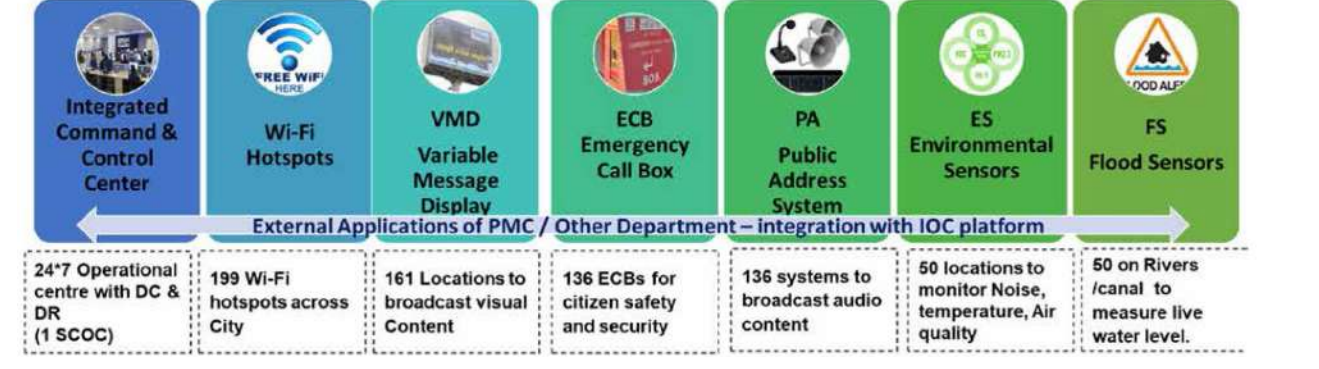 Integrated
Command &
Control
Center
FREE WiFi
HERE
Wi-Fi
Hotspots
VMD
Variable
Message
Display
BOX
ECB
Emergency
Call Box
PA
Public
Address
System
ES
Environmental
Sensors
OOD ALE
FS
Flood Sensors
External Applications of PMC / Other Department – integration with IOC platform
24*7 Operational
centre with DC &
DR
(1 SCOC)
199 Wi-Fi
hotspots across
City
161 Locations to
broadcast visual
Content
136 ECBs for
citizen safety
and security
136 systems to
broadcast audio
content
50 locations to
monitor Noise,
temperature, Air
quality
50 on Rivers
/canal to
measure live
water level.